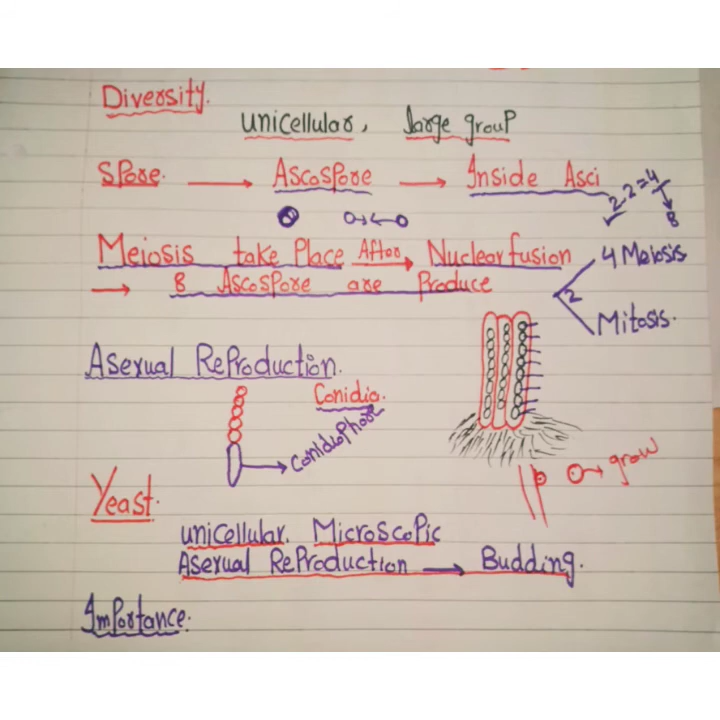 Diversity.
unicellular, large group
Spore. → Ascospore → Inside Asci
2 2=4
8
Meiosis take Place After Nuclear fusion
→ 8 Ascospore are Produce
2
4 Meiosis
Mitosis.
Asexual Reproduction.
Conidia.
Conidiophore
grow
Yeast.
unicellular. Microscopic
Asexual Reproduction → Budding.
Importance.